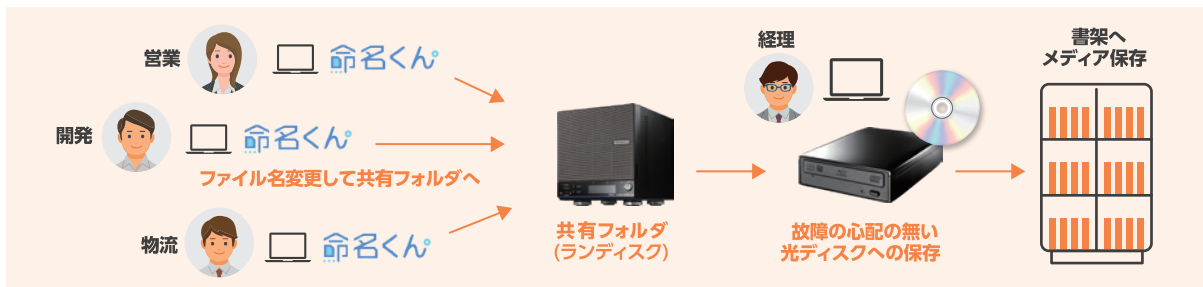 営業
命名くん
開発
命名くん
ファイル名変更して共有フォルダへ
物流
命名くん
共有フォルダ
(ランディスク)
経理
故障の心配の無い
光ディスクへの保存
書架へ
メディア保存